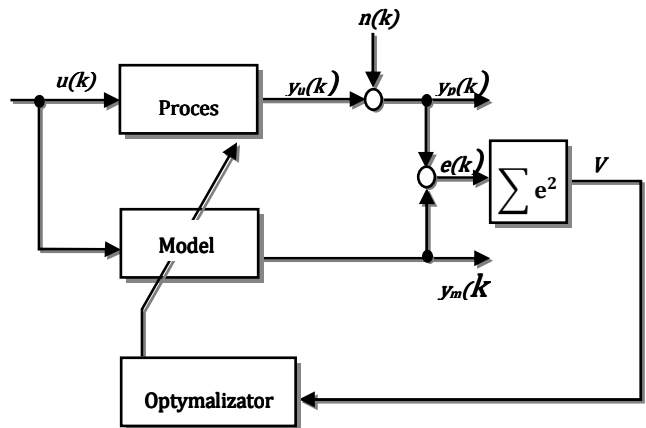 n(k)
u(k)
yu(k)
yp(k)
Proces
e(k)
∑ e²
V
Model
ym(k
Optymalizator